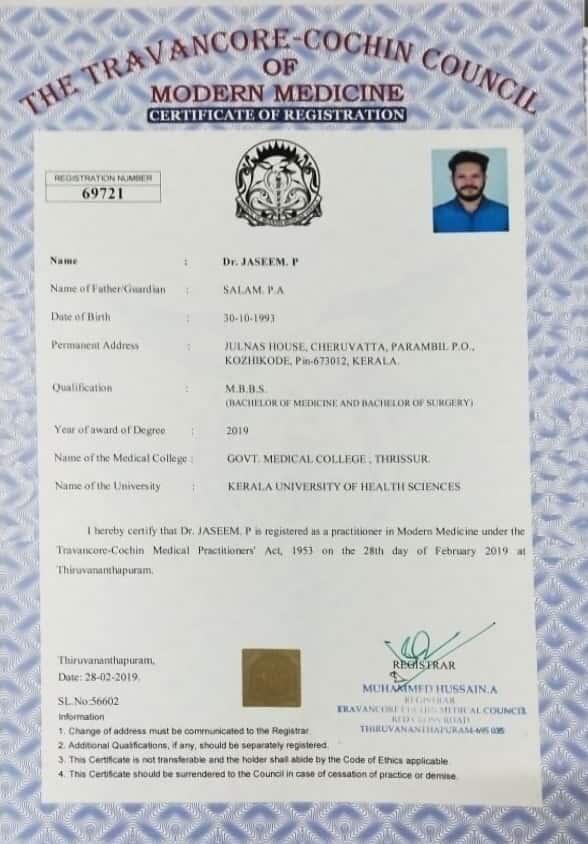 THE TRAVANCORE-COCHIN COUNCIL
OF
MODERN MEDICINE
CERTIFICATE OF REGISTRATION
REGISTRATION NUMBER
69721
Name : Dr. JASEEM. P
Name of Father/Guardian : SALAM. P.A
Date of Birth : 30-10-1993
Permanent Address : JULNAS HOUSE, CHERUVATTA, PARAMBIL P.O.,
KOZHIKODE, Pin-673012, KERALA.
Qualification : M.B.B.S.
(BACHELOR OF MEDICINE AND BACHELOR OF SURGERY)
Year of award of Degree : 2019
Name of the Medical College : GOVT. MEDICAL COLLEGE , THRISSUR.
Name of the University : KERALA UNIVERSITY OF HEALTH SCIENCES
I hereby certify that Dr. JASEEM. P is registered as a practitioner in Modern Medicine under the
Travancore-Cochin Medical Practitioners' Act, 1953 on the 28th day of February 2019 at
Thiruvananthapuram.
Thiruvananthapuram,
Date: 28-02-2019.
REGISTRAR
MUHAMMED HUSSAIN.A
REGISTRAR
TRAVANCORE COCHIN MEDICAL COUNCIL
RED CROSS ROAD
THIRUVANANTHAPURAM-695 035
SL.No:56602
Information
1. Change of address must be communicated to the Registrar.
2. Additional Qualifications, if any, should be separately registered.
3. This Certificate is not transferable and the holder shall abide by the Code of Ethics applicable.
4. This Certificate should be surrendered to the Council in case of cessation of practice or demise.